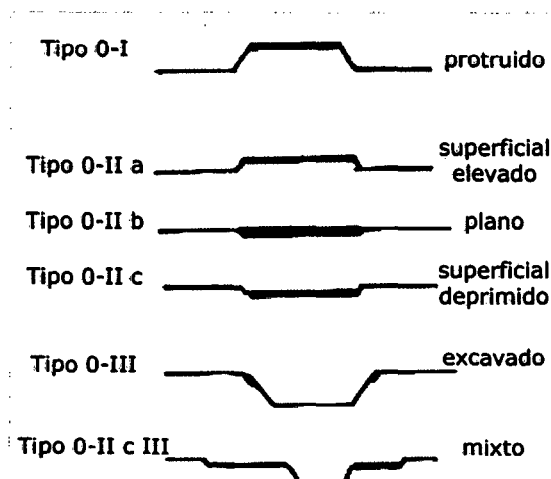 Tipo 0-I
protruido
Tipo 0-II a
superficial
elevado
Tipo 0-II b
plano
Tipo 0-II c
superficial
deprimido
Tipo 0-III
excavado
Tipo 0-II c III
mixto